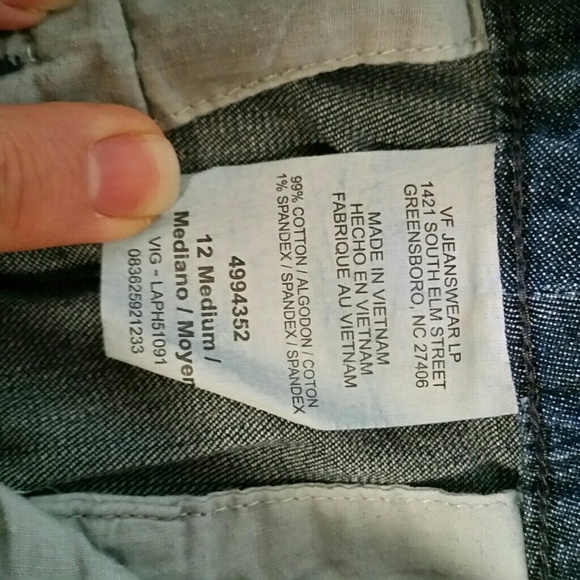 VF JEANSWEAR LP
1421 SOUTH ELM STREET
GREENSBORO, NC 27406
MADE IN VIETNAM
HECHO EN VIETNAM
FABRIQUE AU VIETNAM
99% COTTON / ALGODON / COTON
1% SPANDEX / SPANDEX / SPANDEX
4994352
12 Medium /
Mediano / Moyen
VIG - LAPH51091
083625921233